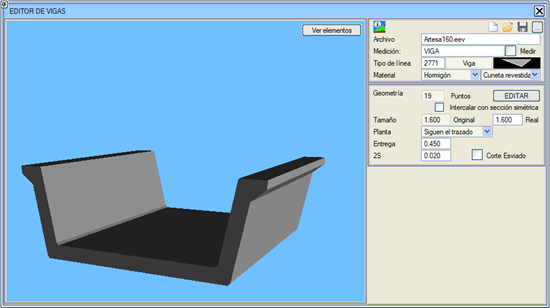 EDITOR DE VIGAS
Ver elementos
Archivo Artesa160.eev
Medición: VIGA Medir
Tipo de línea 2771 Viga
Material Hormigón Cuneta revestida
Geometría 19 Puntos EDITAR
Intercalar con sección simétrica
Tamaño 1.600 Original 1.600 Real
Planta Siguen el trazado
Entrega 0.450
2S 0.020 Corte Esviado